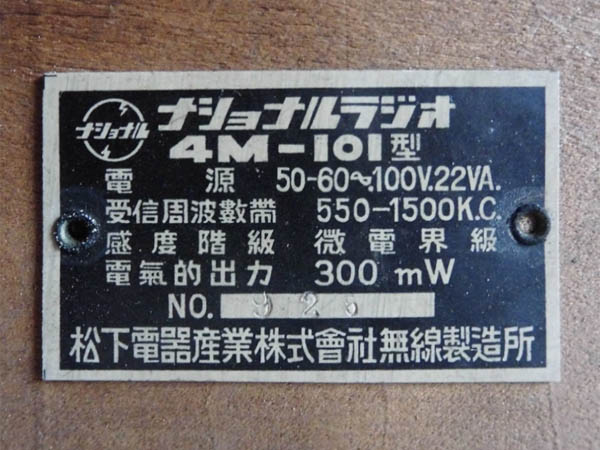 ナショナル
ナショナルラジオ
4M-101型
電源 50-60~100V.22VA.
受信周波數帶 550-1500K.C.
感度階級 微電界級
電氣的出力 300 mW
NO. 926
松下電器産業株式會社無線製造所